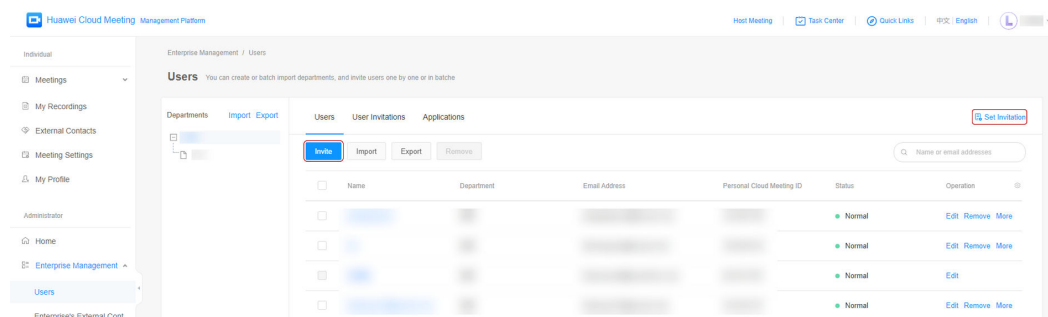 Huawei Cloud Meeting Management Platform
Host Meeting
Task Center
Quick Links
中文 English
L
Individual
Meetings
My Recordings
External Contacts
Meeting Settings
My Profile
Administrator
Home
Enterprise Management
Users
Enterprise's External Cont
Enterprise Management / Users
Users You can create or batch import departments, and invite users one by one or in batche
Departments Import Export
Users User Invitations Applications
Set Invitation
Invite Import Export Remove
Name or email addresses
Name Department Email Address Personal Cloud Meeting ID Status Operation
Normal Edit Remove More
Normal Edit Remove More
Normal Edit
Normal Edit Remove More